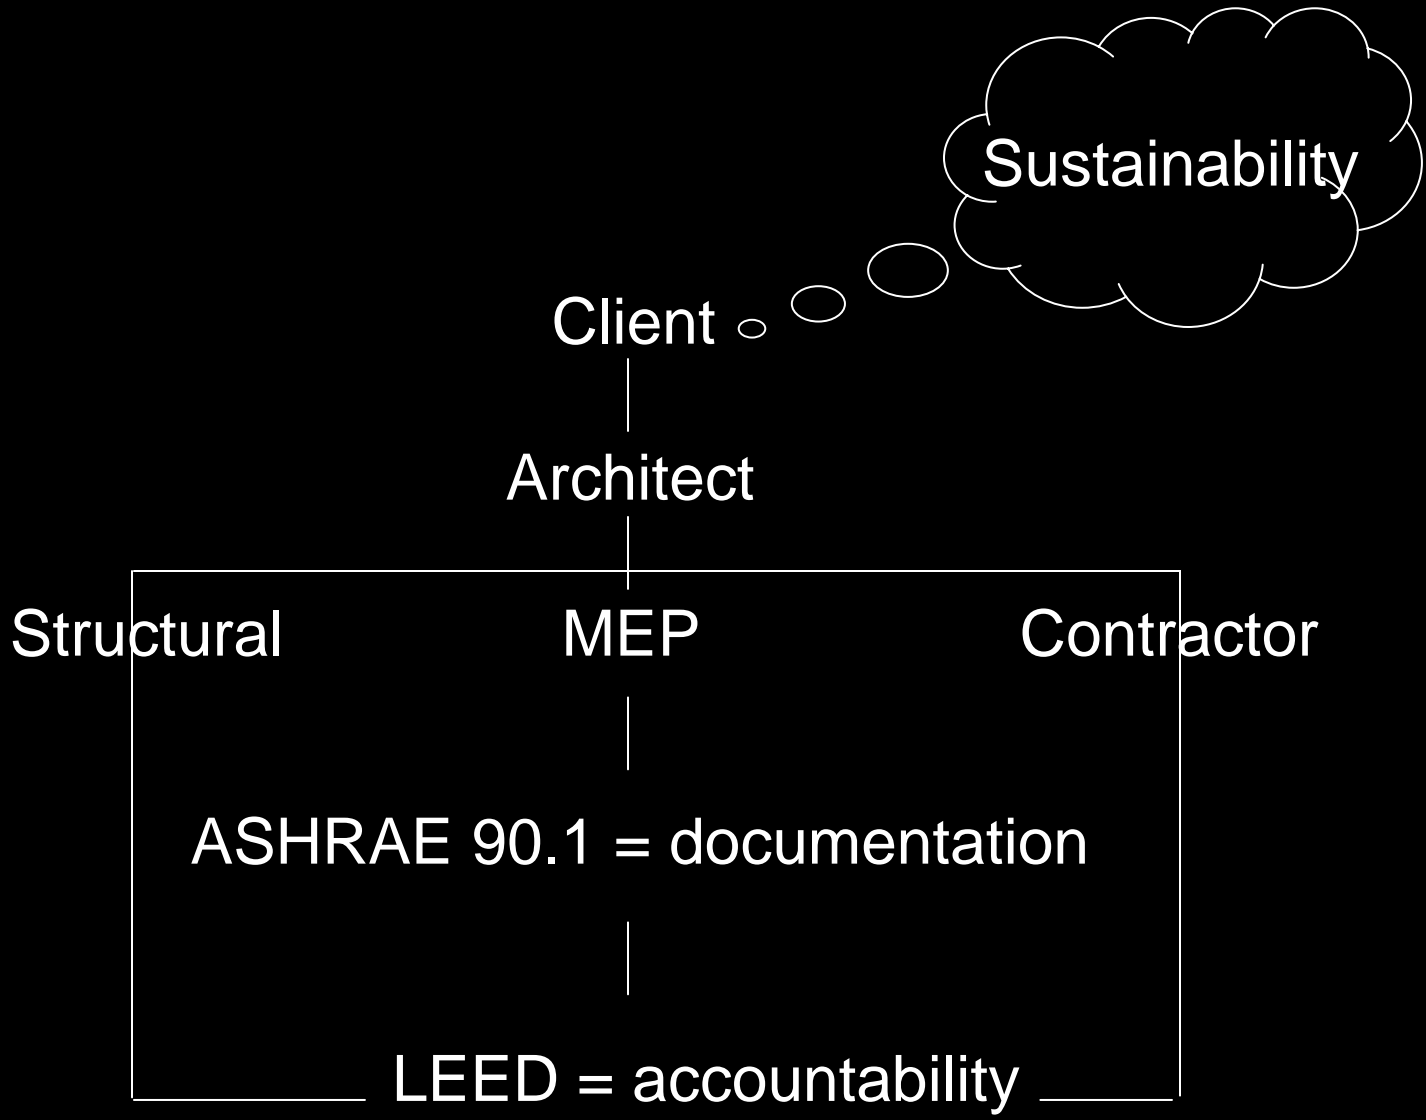 Sustainability
Client
Architect
Structural MEP Contractor
ASHRAE 90.1 = documentation
LEED = accountability